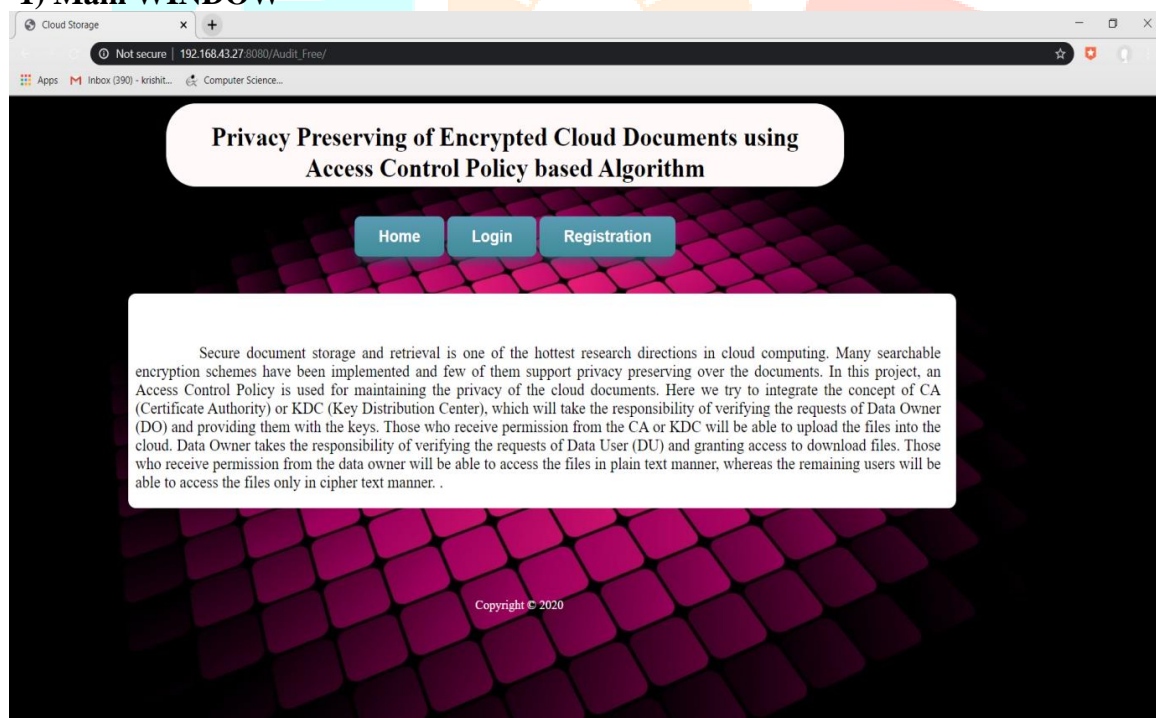 1) Main WINDOW
Cloud Storage
Not secure | 192.168.43.27:8080/Audit_Free/
Apps M Inbox (390) - krishit... Computer Science...
Privacy Preserving of Encrypted Cloud Documents using
Access Control Policy based Algorithm
Home Login Registration
Secure document storage and retrieval is one of the hottest research directions in cloud computing. Many searchable
encryption schemes have been implemented and few of them support privacy preserving over the documents. In this project, an
Access Control Policy is used for maintaining the privacy of the cloud documents. Here we try to integrate the concept of CA
(Certificate Authority) or KDC (Key Distribution Center), which will take the responsibility of verifying the requests of Data Owner
(DO) and providing them with the keys. Those who receive permission from the CA or KDC will be able to upload the files into the
cloud. Data Owner takes the responsibility of verifying the requests of Data User (DU) and granting access to download files. Those
who receive permission from the data owner will be able to access the files in plain text manner, whereas the remaining users will be
able to access the files only in cipher text manner. .
Copyright © 2020